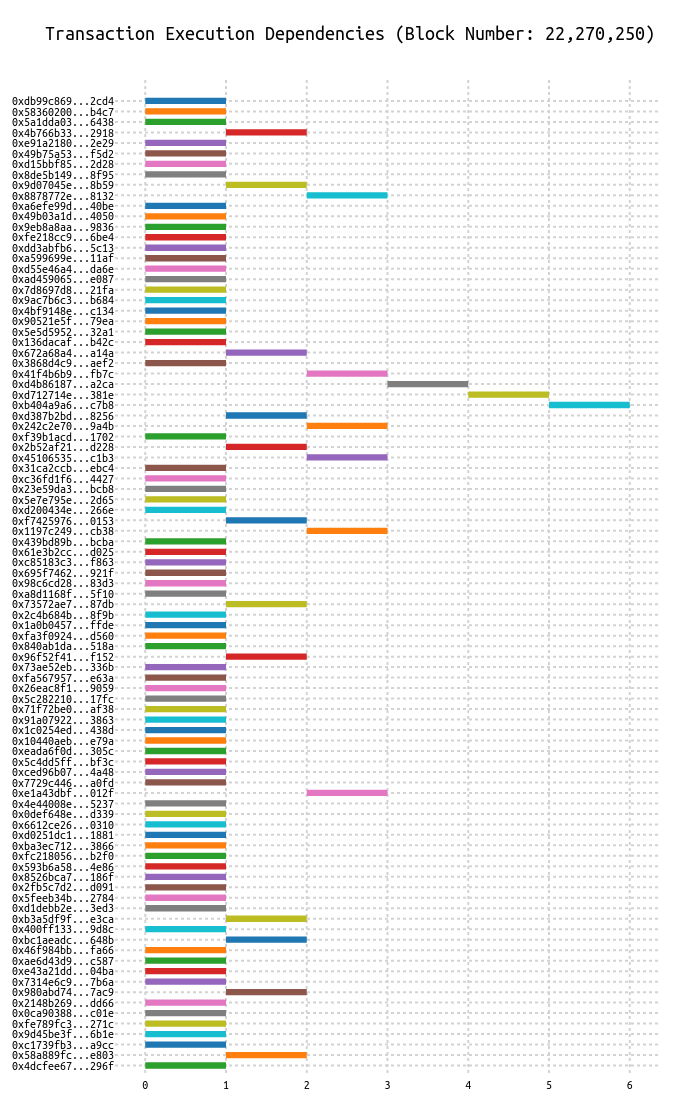 Transaction Execution Dependencies (Block Number: 22,270,250)
0xdb99c869...2cd4
0x58360200...b4c7
0x5a1dda03...6438
0x4b766b33...2918
0xe91a2180...2e29
0x49b75a53...f5d2
0xd15bbf85...2d28
0x8de5b149...8f95
0x9d07045e...8b59
0x8878772e...8132
0xa6efe99d...40be
0x49b03a1d...4050
0x9eb8a8aa...9836
0xfe218cc9...6be4
0xdd3abfb6...5c13
0xa599699e...11af
0xd55e46a4...da6e
0xad459065...e087
0x7d8697d8...21fa
0x9ac7b6c3...b684
0x4bf9148e...c134
0x90521e5f...79ea
0x5e5d5952...32a1
0x136dacaf...b42c
0x672a68a4...a14a
0x3868d4c9...aef2
0x41f4b6b9...fb7c
0xd4b86187...a2ca
0xd712714e...381e
0xb404a9a6...c7b8
0xd387b2bd...8256
0x242c2e70...9a4b
0xf39b1acd...1702
0x2b52af21...d228
0x45106535...c1b3
0x31ca2ccb...ebc4
0xc36fd1f6...4427
0x23e59da3...bcb8
0x5e7e795e...2d65
0xd200434e...266e
0xf7425976...0153
0x1197c249...cb38
0x439bd89b...bcba
0x61e3b2cc...d025
0xc85183c3...f863
0x695f7462...921f
0x98c6cd28...83d3
0xa8d1168f...5f10
0x73572ae7...87db
0x2c4b684b...8f9b
0x1a0b0457...ffde
0xfa3f0924...d560
0x840ab1da...518a
0x96f52f41...f152
0x73ae52eb...336b
0xfa567957...e63a
0x26eac8f1...9059
0x5c282210...17fc
0x71f72be0...af38
0x91a07922...3863
0x1c0254ed...438d
0x10440aeb...e79a
0xeada6f0d...305c
0x5c4dd5ff...bf3c
0xced96b07...4a48
0x7729c446...a0fd
0xe1a43dbf...012f
0x4e44008e...5237
0x0def648e...d339
0x6612ce26...0310
0xd0251dc1...1881
0xba3ec712...3866
0xfc218056...b2f0
0x593b6a58...4e86
0x8526bca7...186f
0x2fb5c7d2...d091
0x5feeb34b...2784
0xd1debb2e...3ed3
0xb3a5df9f...e3ca
0x400ff133...9d8c
0xbc1aeadc...648b
0x46f984bb...fa66
0xae6d43d9...c587
0xe43a21dd...04ba
0x7314e6c9...7b6a
0x980abd74...7ac9
0x2148b269...dd66
0x0ca90388...c01e
0xfe789fc3...271c
0x9d45be3f...6b1e
0xc1739fb3...a9cc
0x58a889fc...e803
0x4dcfee67...296f
0 1 2 3 4 5 6